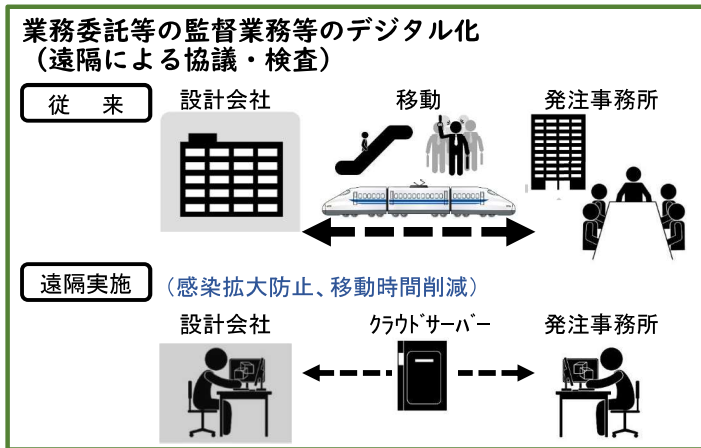 業務委託等の監督業務等のデジタル化
（遠隔による協議・検査）
従　来
設計会社
移動
発注事務所
遠隔実施
（感染拡大防止、移動時間削減）
設計会社
ｸﾗｳﾄﾞｻｰﾊﾞｰ
発注事務所